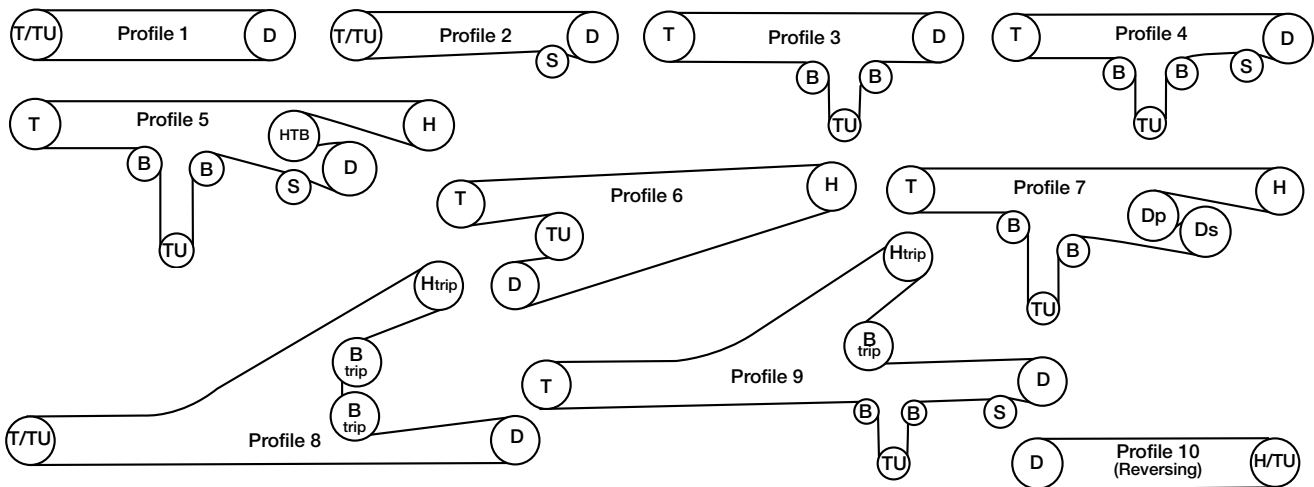 T/TU
Profile 1
D
T/TU
Profile 2
S
D
T
Profile 3
D
B
B
TU
T
Profile 4
D
B
B
S
TU
T
Profile 5
HTB
H
B
B
S
D
TU
T
Profile 6
H
TU
D
T
Profile 7
H
Dp
Ds
B
B
TU
Htrip
B
trip
B
trip
T/TU
Profile 8
D
Htrip
B
trip
T
Profile 9
D
B
B
S
TU
D
Profile 10
(Reversing)
H/TU